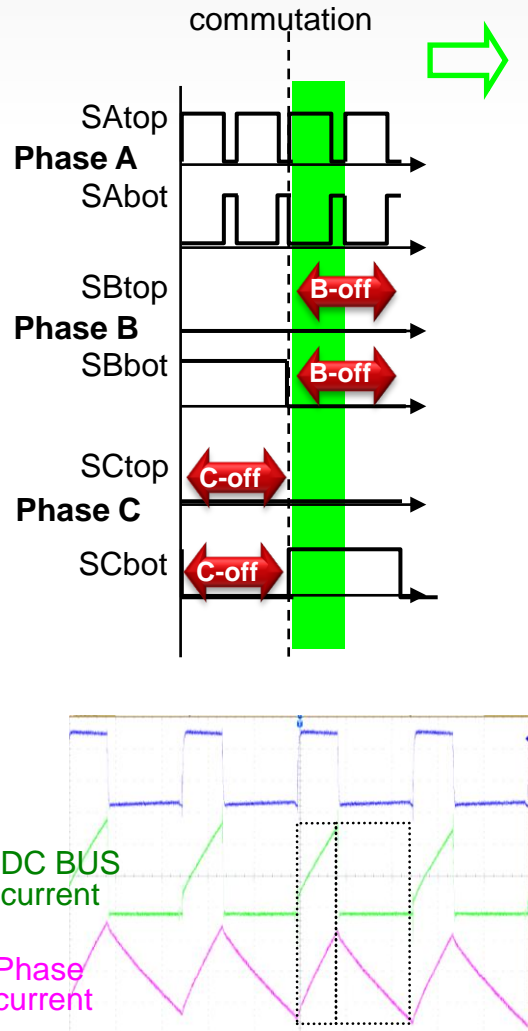 commutation
SAtop
Phase A
SAbot
SBtop
B-off
Phase B
SBbot
B-off
SCtop
C-off
Phase C
SCbot
C-off
DC BUS
current
Phase
current